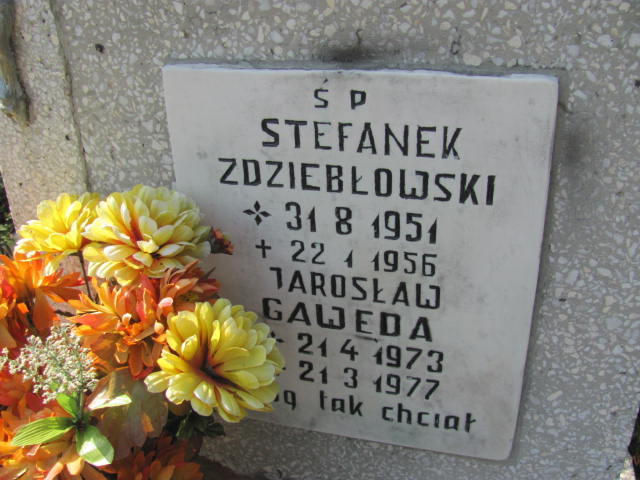 Ś P
STEFANEK
ZDZIEBŁOWSKI
31 8 1951
+ 22 1 1956
JAROSŁAW
GAWĘDA
21 4 1973
21 3 1977
tak chciał